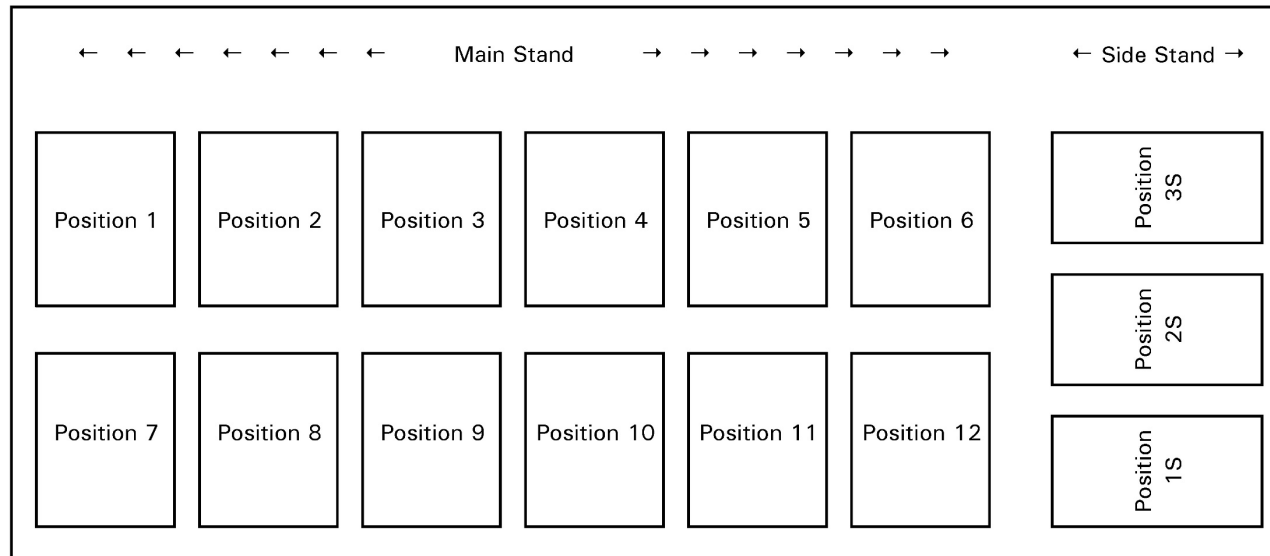 ← ← ← ← ← ← ← Main Stand → → → → → → → ← Side Stand →
Position 1 Position 2 Position 3 Position 4 Position 5 Position 6
Position
3S
Position
2S
Position 7 Position 8 Position 9 Position 10 Position 11 Position 12
Position
1S